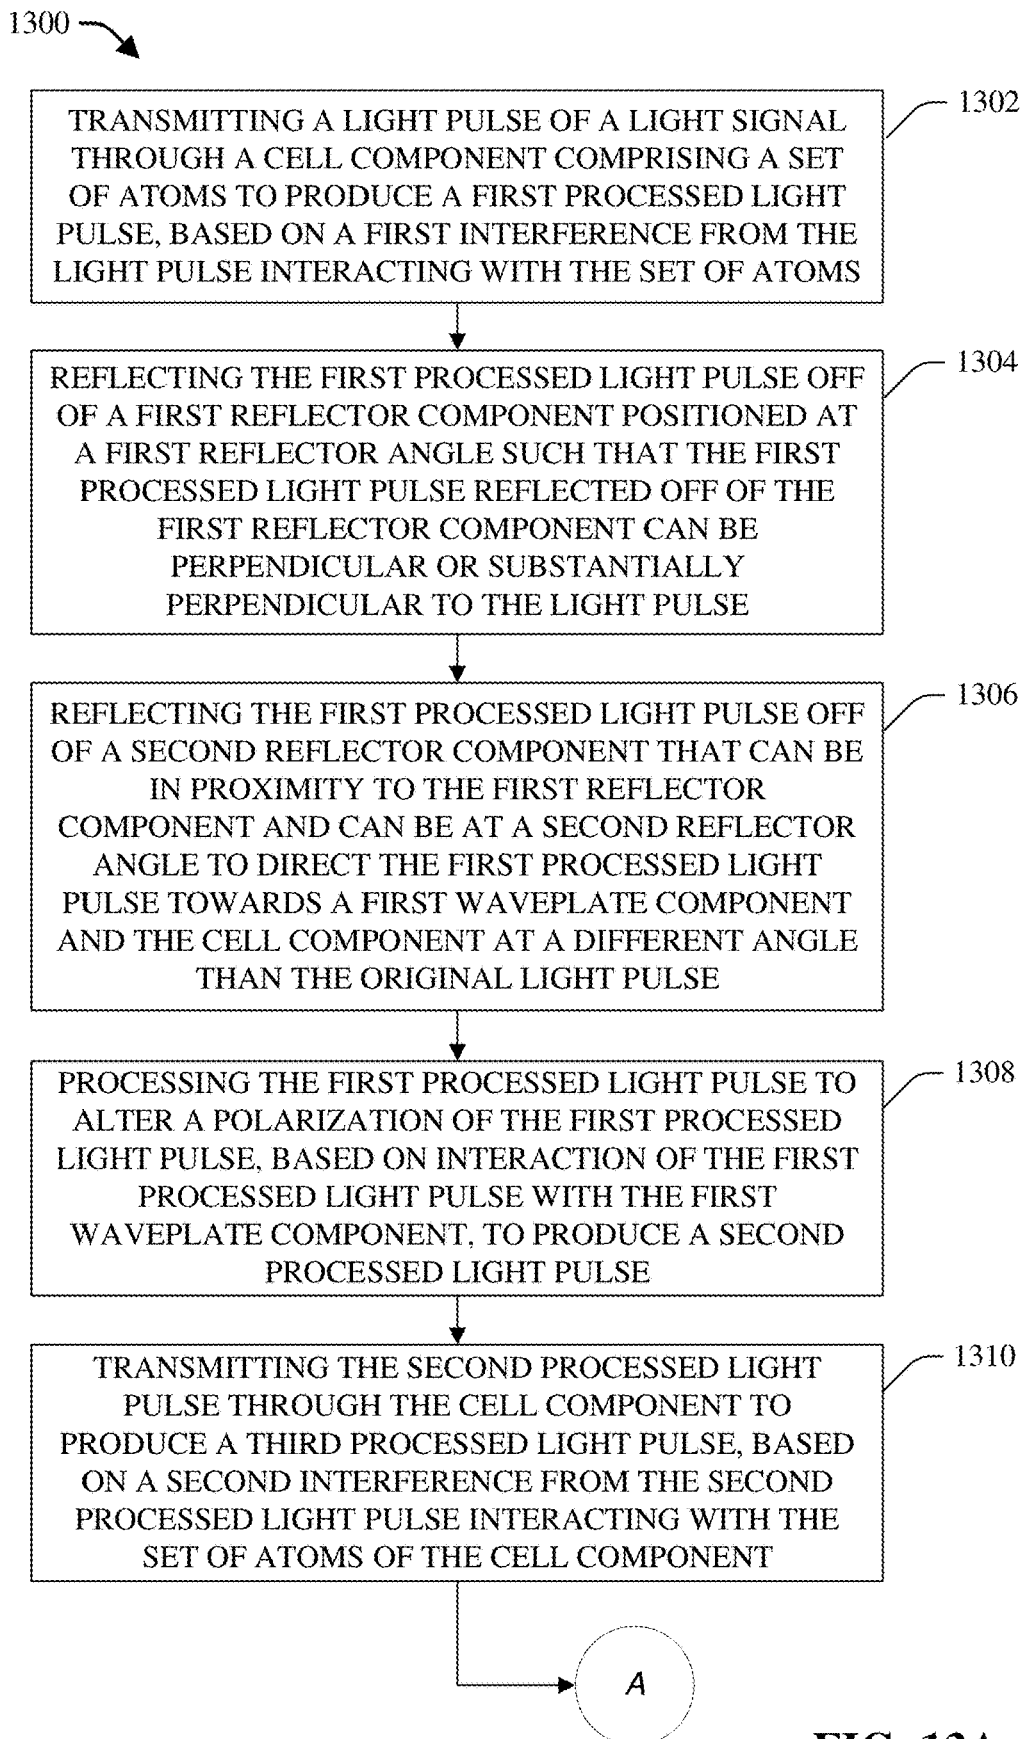 1300
1302
TRANSMITTING A LIGHT PULSE OF A LIGHT SIGNAL
THROUGH A CELL COMPONENT COMPRISING A SET
OF ATOMS TO PRODUCE A FIRST PROCESSED LIGHT
PULSE, BASED ON A FIRST INTERFERENCE FROM THE
LIGHT PULSE INTERACTING WITH THE SET OF ATOMS
1304
REFLECTING THE FIRST PROCESSED LIGHT PULSE OFF
OF A FIRST REFLECTOR COMPONENT POSITIONED AT
A FIRST REFLECTOR ANGLE SUCH THAT THE FIRST
PROCESSED LIGHT PULSE REFLECTED OFF OF THE
FIRST REFLECTOR COMPONENT CAN BE
PERPENDICULAR OR SUBSTANTIALLY
PERPENDICULAR TO THE LIGHT PULSE
1306
REFLECTING THE FIRST PROCESSED LIGHT PULSE OFF
OF A SECOND REFLECTOR COMPONENT THAT CAN BE
IN PROXIMITY TO THE FIRST REFLECTOR
COMPONENT AND CAN BE AT A SECOND REFLECTOR
ANGLE TO DIRECT THE FIRST PROCESSED LIGHT
PULSE TOWARDS A FIRST WAVEPLATE COMPONENT
AND THE CELL COMPONENT AT A DIFFERENT ANGLE
THAN THE ORIGINAL LIGHT PULSE
1308
PROCESSING THE FIRST PROCESSED LIGHT PULSE TO
ALTER A POLARIZATION OF THE FIRST PROCESSED
LIGHT PULSE, BASED ON INTERACTION OF THE FIRST
PROCESSED LIGHT PULSE WITH THE FIRST
WAVEPLATE COMPONENT, TO PRODUCE A SECOND
PROCESSED LIGHT PULSE
1310
TRANSMITTING THE SECOND PROCESSED LIGHT
PULSE THROUGH THE CELL COMPONENT TO
PRODUCE A THIRD PROCESSED LIGHT PULSE, BASED
ON A SECOND INTERFERENCE FROM THE SECOND
PROCESSED LIGHT PULSE INTERACTING WITH THE
SET OF ATOMS OF THE CELL COMPONENT
A
FIG. 13A